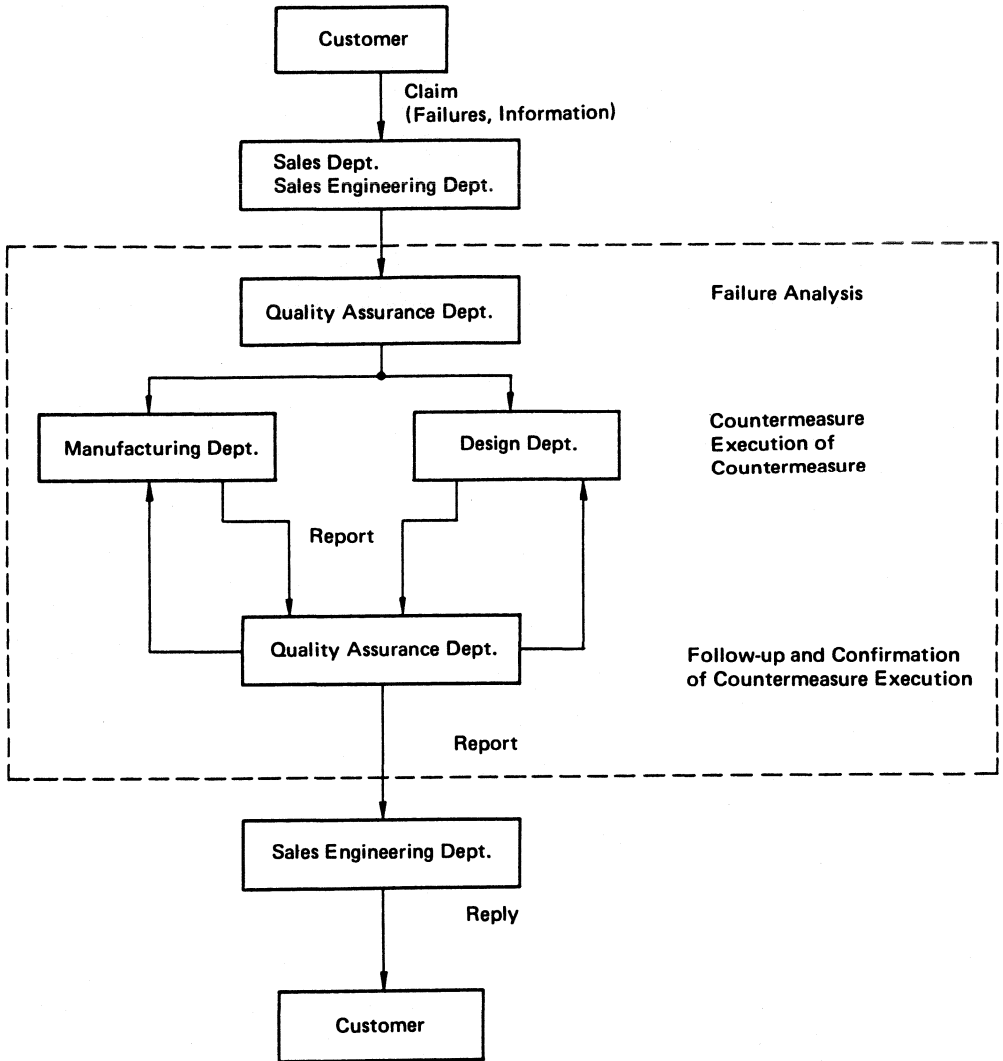 Customer
Claim
(Failures, Information)
Sales Dept.
Sales Engineering Dept.
Quality Assurance Dept.
Failure Analysis
Manufacturing Dept.
Design Dept.
Countermeasure
Execution of
Countermeasure
Report
Quality Assurance Dept.
Follow-up and Confirmation
of Countermeasure Execution
Report
Sales Engineering Dept.
Reply
Customer